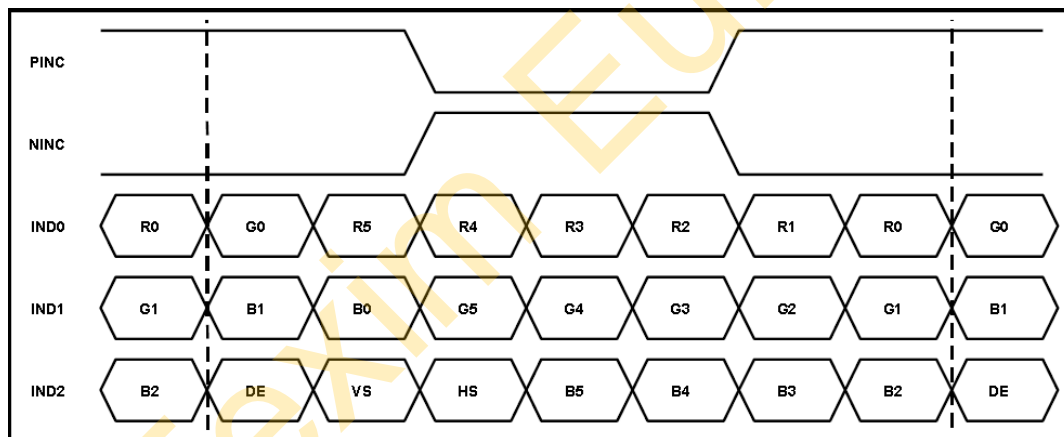 PINC
NINC
IND0 R0 G0 R5 R4 R3 R2 R1 R0 G0
IND1 G1 B1 B0 G5 G4 G3 G2 G1 B1
IND2 B2 DE VS HS B5 B4 B3 B2 DE